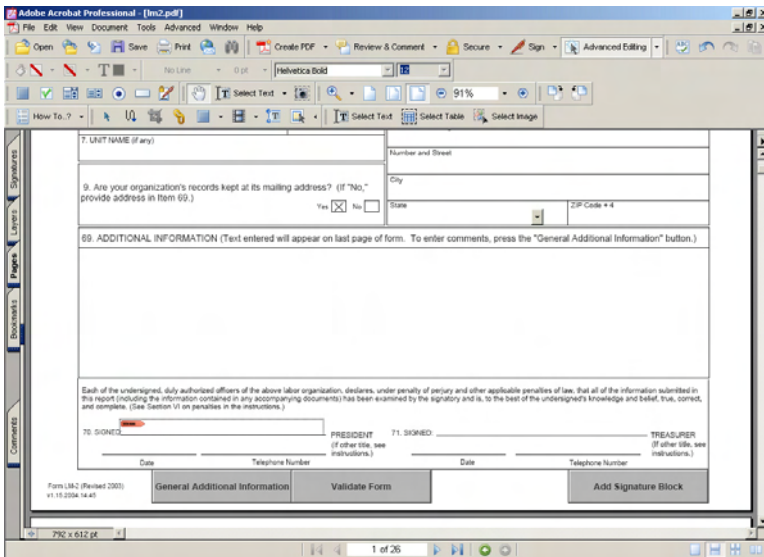 Adobe Acrobat Professional - [lm2.pdf]
File Edit View Document Tools Advanced Window Help
Open Save Print Create PDF Review & Comment Secure Sign Advanced Editing
T No Line 0 pt Helvetica Bold 12
Select Text 91%
How To..? Select Text Select Table Select Image
Signatures
Layers
Pages
Bookmarks
Comments
7. UNIT NAME (if any)
Number and Street
9. Are your organization's records kept at its mailing address? (If "No,"
provide address in Item 69.)
Yes No
City
State ZIP Code + 4
69. ADDITIONAL INFORMATION (Text entered will appear on last page of form. To enter comments, press the "General Additional Information" button.)
Each of the undersigned, duly authorized officers of the above labor organization, declares, under penalty of perjury and other applicable penalties of law, that all of the information submitted in
this report (including the information contained in any accompanying documents) has been examined by the signatory and is, to the best of the undersigned's knowledge and belief, true, correct,
and complete. (See Section VI on penalties in the instructions.)
70. SIGNED: PRESIDENT 71. SIGNED: TREASURER
(If other title, see (If other title, see
instructions.) instructions.)
Date Telephone Number Date Telephone Number
Form LM-2 (Revised 2003)
v1.15.2004.14:45
General Additional Information Validate Form Add Signature Block
792 x 612 pt
1 of 26